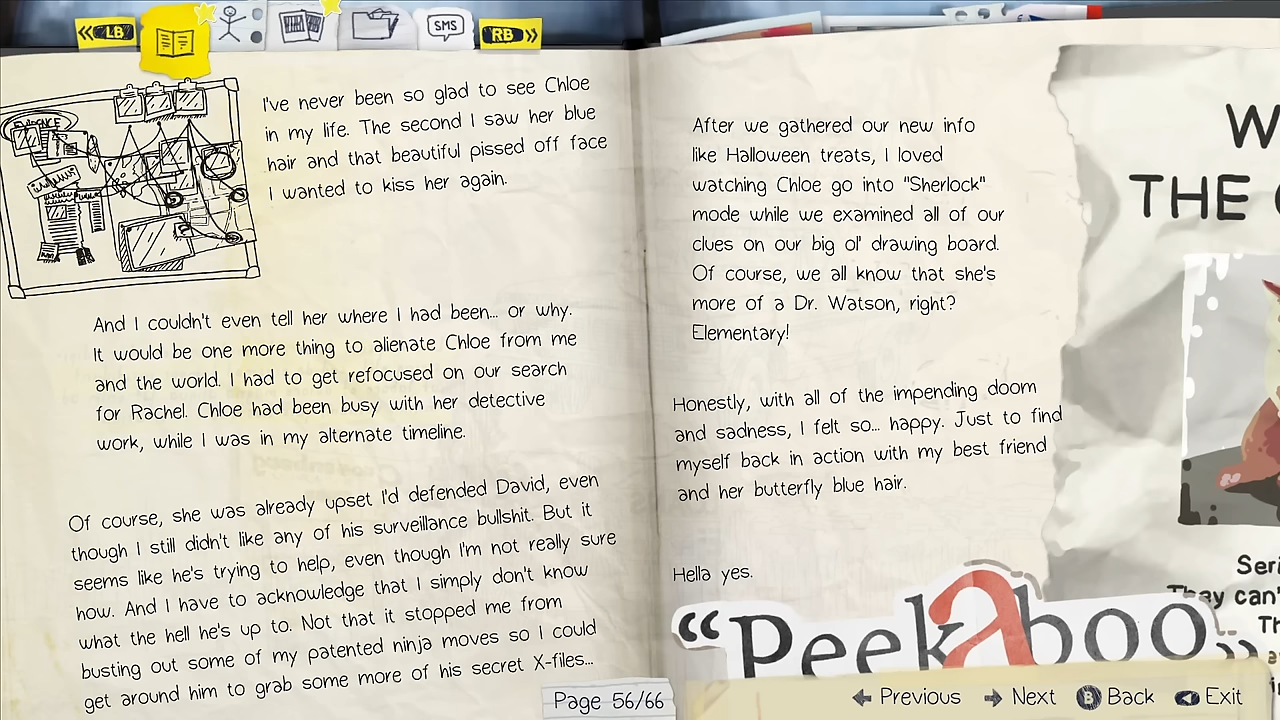 LB
SMS
RB
EVIDENCE
I've never been so glad to see Chloe
in my life. The second I saw her blue
hair and that beautiful pissed off face
I wanted to kiss her again.
And I couldn't even tell her where I had been... or why.
It would be one more thing to alienate Chloe from me
and the world. I had to get refocused on our search
for Rachel. Chloe had been busy with her detective
work, while I was in my alternate timeline.
Of course, she was already upset I'd defended David, even
though I still didn't like any of his surveillance bullshit. But it
seems like he's trying to help, even though I'm not really sure
how. And I have to acknowledge that I simply don't know
what the hell he's up to. Not that it stopped me from
busting out some of my patented ninja moves so I could
get around him to grab some more of his secret X-files...
After we gathered our new info
like Halloween treats, I loved
watching Chloe go into "Sherlock"
mode while we examined all of our
clues on our big ol' drawing board.
Of course, we all know that she's
more of a Dr. Watson, right?
Elementary!
Honestly, with all of the impending doom
and sadness, I felt so... happy. Just to find
myself back in action with my best friend
and her butterfly blue hair.
Hella yes.
W
THE
Seri
They can'
Th
“Peekaboo”
Page 56/66
Previous
Next
B Back
Exit